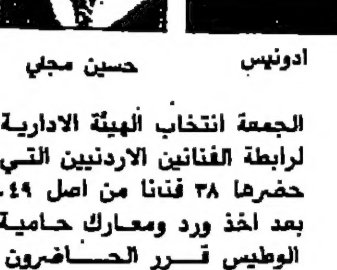 ادونيس
حسين مجلي
الجمعة انتخاب الهيئة الادارية
لرابطة الفنانين الاردنيين التي
حضرها ٣٨ فنانا من اصل ٤٩.
بعد اخذ ورد ومعارك حامية
الوطيس قرر الحاضرون